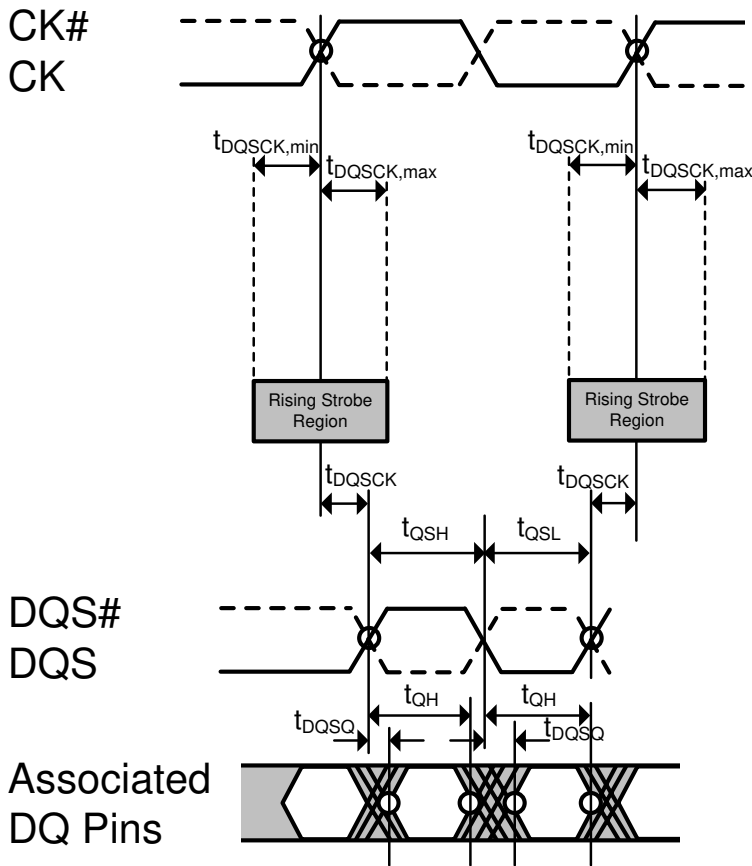 CK#
CK
tDQSCK,min
tDQSCK,max
tDQSCK,min
tDQSCK,max
Rising Strobe
Region
Rising Strobe
Region
tDQSCK
tDQSCK
tQSH
tQSL
DQS#
DQS
tQH
tQH
tDQSQ
tDQSQ
Associated
DQ Pins